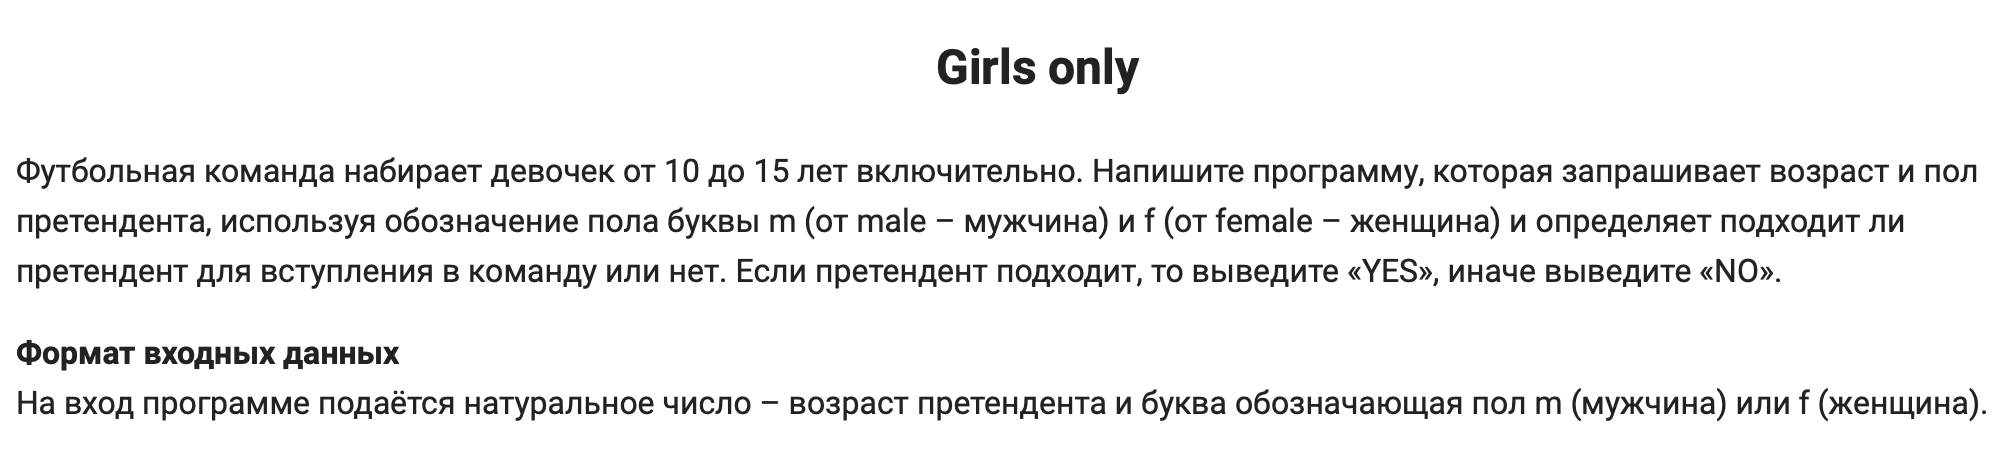 Girls only
Футбольная команда набирает девочек от 10 до 15 лет включительно. Напишите программу, которая запрашивает возраст и пол
претендента, используя обозначение пола буквы m (от male – мужчина) и f (от female – женщина) и определяет подходит ли
претендент для вступления в команду или нет. Если претендент подходит, то выведите «YES», иначе выведите «NO».
Формат входных данных
На вход программе подаётся натуральное число – возраст претендента и буква обозначающая пол m (мужчина) или f (женщина).